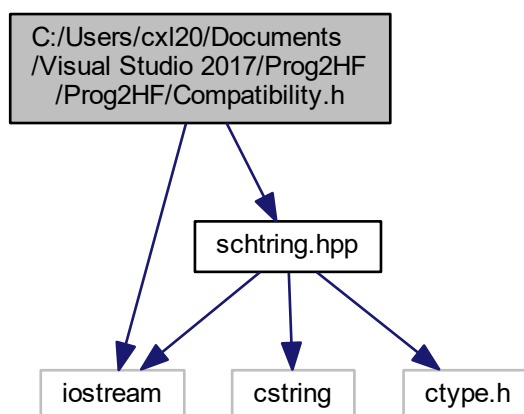 C:/Users/cxl20/Documents
/Visual Studio 2017/Prog2HF
/Prog2HF/Compatibility.h
schtring.hpp
iostream
cstring
ctype.h